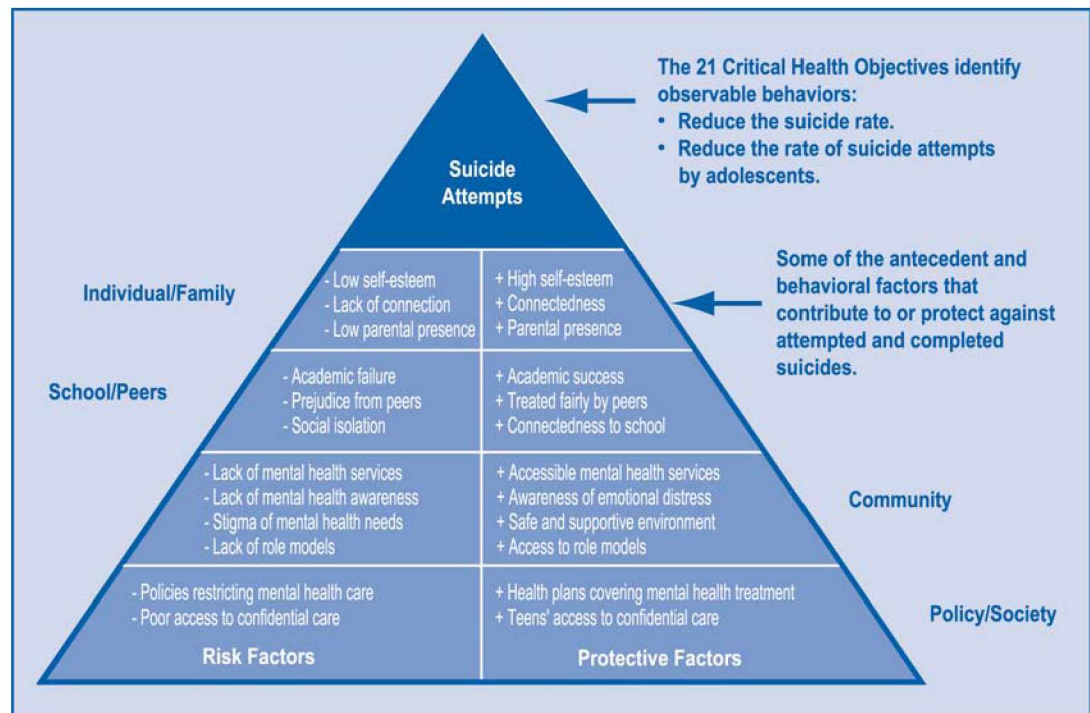 The 21 Critical Health Objectives identify
observable behaviors:
• Reduce the suicide rate.
• Reduce the rate of suicide attempts
by adolescents.
Suicide
Attempts
Some of the antecedent and
behavioral factors that
contribute to or protect against
attempted and completed
suicides.
Individual/Family
- Low self-esteem
- Lack of connection
- Low parental presence
+ High self-esteem
+ Connectedness
+ Parental presence
School/Peers
- Academic failure
- Prejudice from peers
- Social isolation
+ Academic success
+ Treated fairly by peers
+ Connectedness to school
- Lack of mental health services
- Lack of mental health awareness
- Stigma of mental health needs
- Lack of role models
+ Accessible mental health services
+ Awareness of emotional distress
+ Safe and supportive environment
+ Access to role models
Community
- Policies restricting mental health care
- Poor access to confidential care
+ Health plans covering mental health treatment
+ Teens' access to confidential care
Policy/Society
Risk Factors
Protective Factors